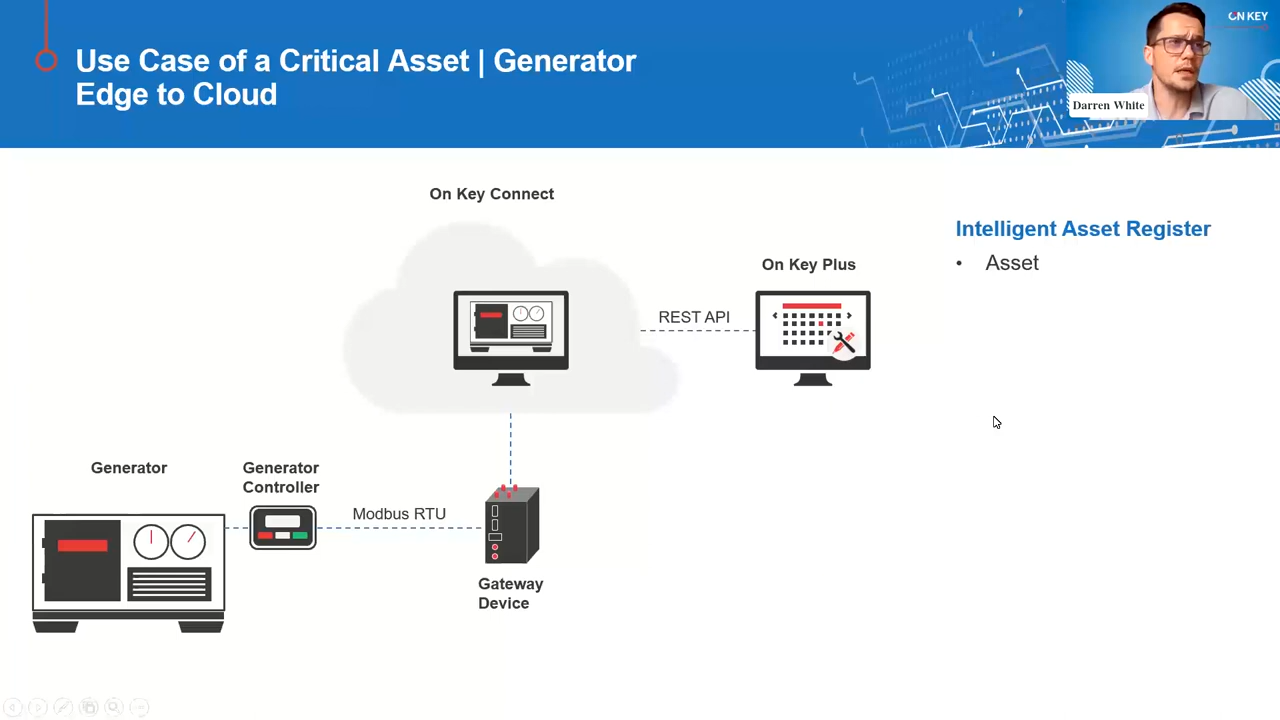 Use Case of a Critical Asset | Generator
Edge to Cloud
ON KEY
Darren White
On Key Connect
Intelligent Asset Register
• Asset
On Key Plus
REST API
Generator
Generator
Controller
Modbus RTU
Gateway
Device